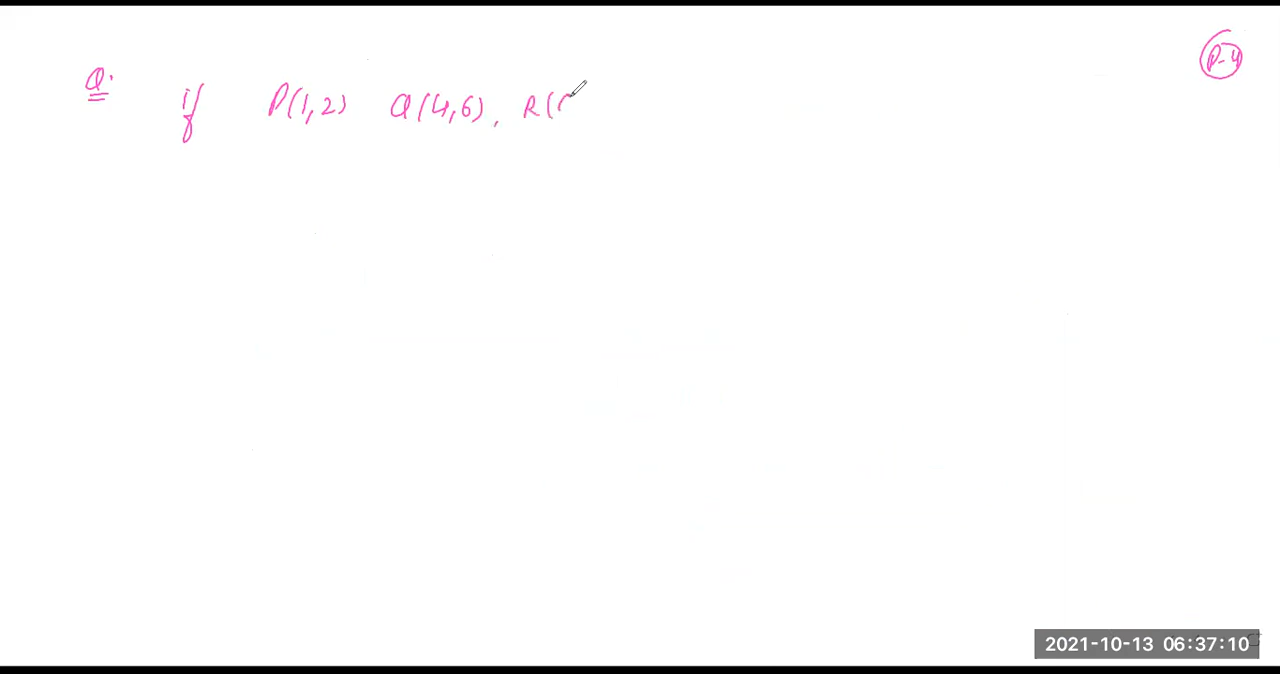 P-4
Q.
if P(1,2) Q(4,6), R(
2021-10-13 06:37:10